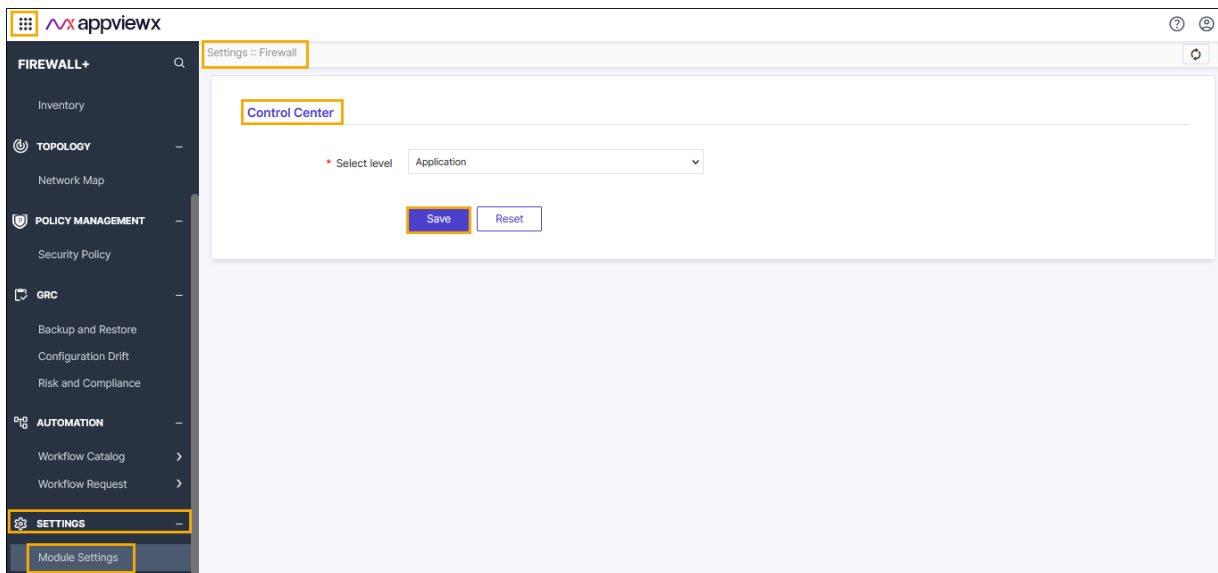 appviewx
FIREWALL+
Settings :: Firewall
Inventory
Control Center
TOPOLOGY
* Select level Application
Network Map
POLICY MANAGEMENT
Save Reset
Security Policy
GRC
Backup and Restore
Configuration Drift
Risk and Compliance
AUTOMATION
Workflow Catalog
Workflow Request
SETTINGS
Module Settings